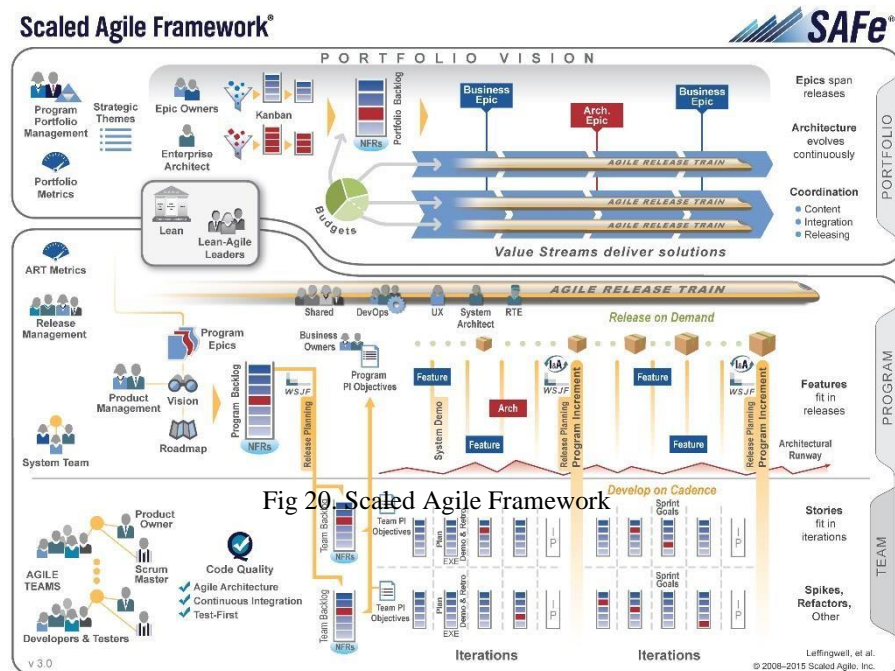 Scaled Agile Framework®
SAFe®
PORTFOLIO VISION
Program
Portfolio
Management
Strategic
Themes
Portfolio
Metrics
Epic Owners
Kanban
Enterprise
Architect
Portfolio Backlog
NFRs
Budgets
Business
Epic
Arch.
Epic
Business
Epic
AGILE RELEASE TRAIN
AGILE RELEASE TRAIN
AGILE RELEASE TRAIN
Value Streams deliver solutions
Epics span
releases
Architecture
evolves
continuously
Coordination
Content
Integration
Releasing
PORTFOLIO
Lean
Lean-Agile
Leaders
ART Metrics
Release
Management
Program
Epics
Product
Management
Vision
Roadmap
System Team
Program Backlog
NFRs
WSJF
Release Planning
AGILE RELEASE TRAIN
Shared
DevOps
UX
System
Architect
RTE
Business
Owners
Program
PI Objectives
Release on Demand
Feature
System Demo
Feature
Arch
I&A
WSJF
Release Planning
Program Increment
Feature
Feature
I&A
WSJF
Release Planning
Program Increment
Architectural
Runway
Features
fit in
releases
PROGRAM
Fig 20. Scaled Agile Framework
Develop on Cadence
Product
Owner
AGILE
TEAMS
Scrum
Master
Developers & Testers
Code Quality
Agile Architecture
Continuous Integration
Test-First
Team Backlog
NFRs
Team PI
Objectives
Plan
EXE
Demo & Retro
I P
Sprint
Goals
I P
Team Backlog
NFRs
Team PI
Objectives
Plan
EXE
Demo & Retro
I P
Sprint
Goals
I P
Iterations
Iterations
Stories
fit in
iterations
Spikes,
Refactors,
Other
TEAM
v 3.0
Leffingwell, et al.
© 2008–2015 Scaled Agile, Inc.